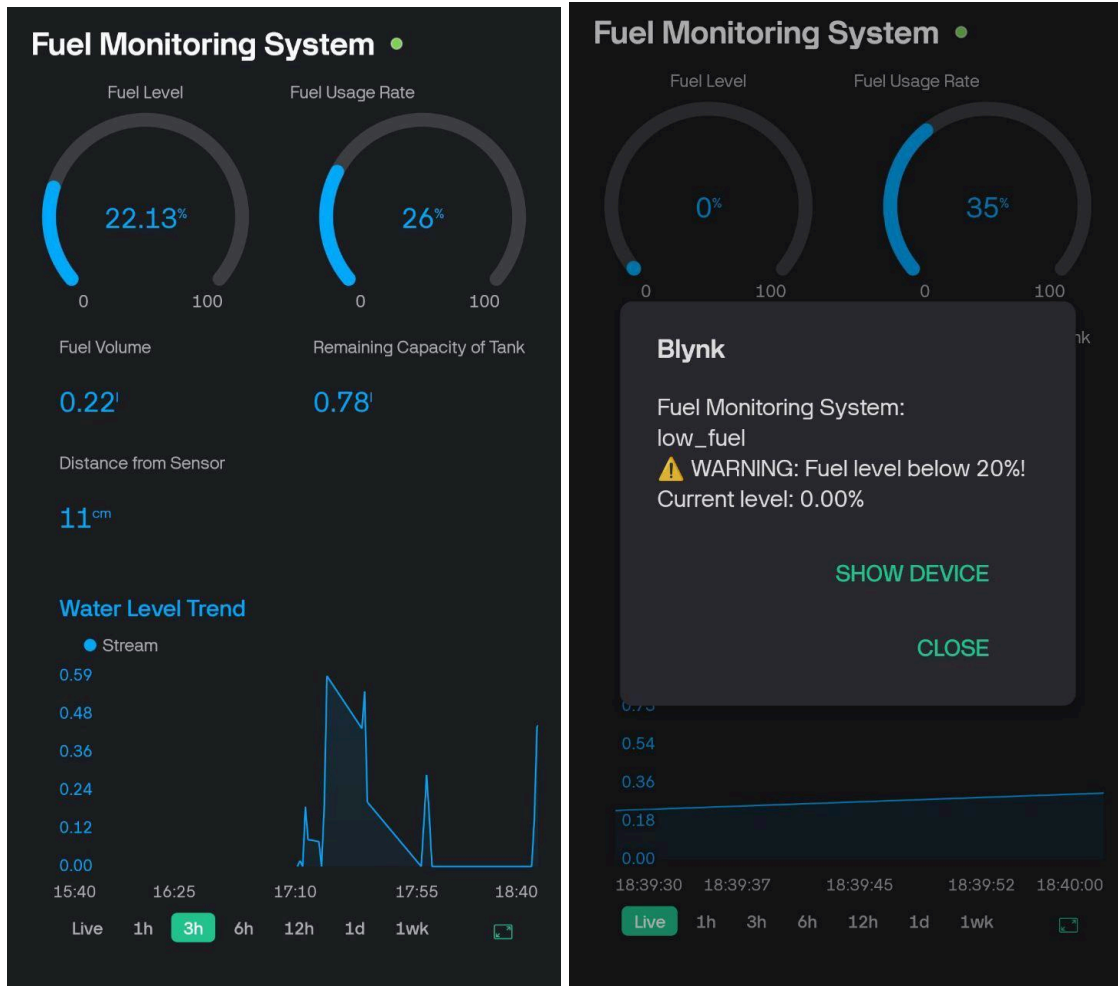 Fuel Monitoring System
Fuel Level Fuel Usage Rate
22.13% 26%
0 100 0 100
Fuel Volume Remaining Capacity of Tank
0.22l 0.78l
Distance from Sensor
11cm
Water Level Trend
Stream
0.59
0.48
0.36
0.24
0.12
0.00
15:40 16:25 17:10 17:55 18:40
Live 1h 3h 6h 12h 1d 1wk
Fuel Monitoring System
Fuel Level Fuel Usage Rate
0% 35%
0 100 0 100
Blynk
Fuel Monitoring System:
low_fuel
⚠️ WARNING: Fuel level below 20%!
Current level: 0.00%
SHOW DEVICE
CLOSE
0.54
0.36
0.18
0.00
18:39:30 18:39:37 18:39:45 18:39:52 18:40:00
Live 1h 3h 6h 12h 1d 1wk